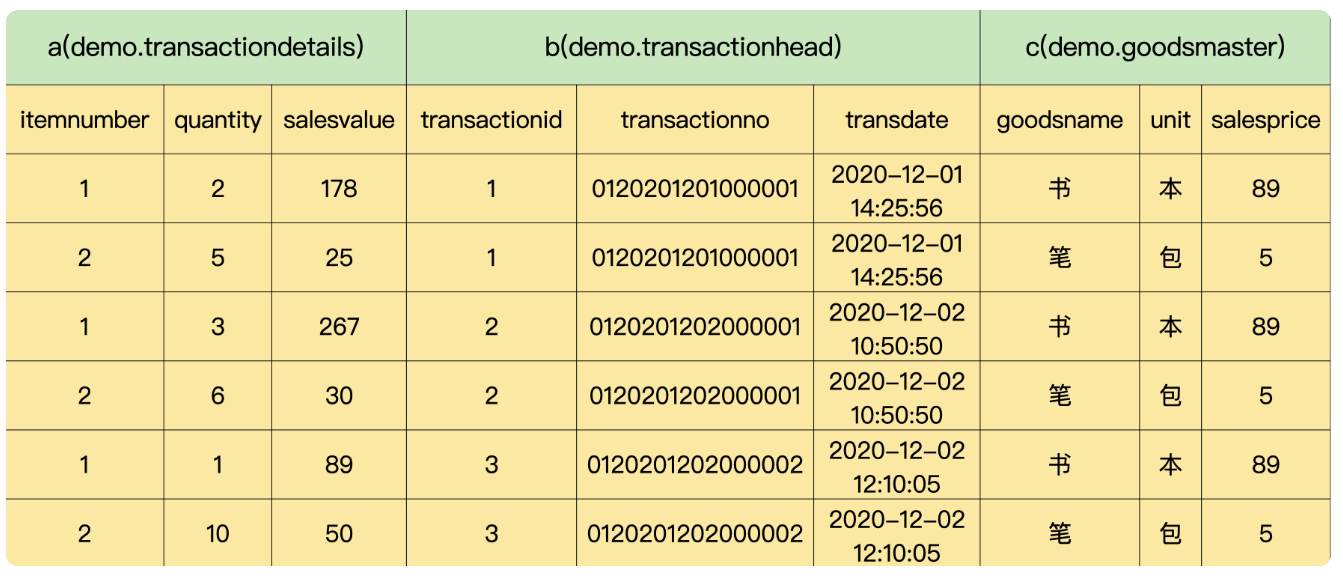 a(demo.transactiondetails) b(demo.transactionhead) c(demo.goodsmaster)
itemnumber quantity salesvalue transactionid transactionno transdate goodsname unit salesprice
1 2 178 1 0120201201000001 2020-12-01 14:25:56 书 本 89
2 5 25 1 0120201201000001 2020-12-01 14:25:56 笔 包 5
1 3 267 2 0120201202000001 2020-12-02 10:50:50 书 本 89
2 6 30 2 0120201202000001 2020-12-02 10:50:50 笔 包 5
1 1 89 3 0120201202000002 2020-12-02 12:10:05 书 本 89
2 10 50 3 0120201202000002 2020-12-02 12:10:05 笔 包 5